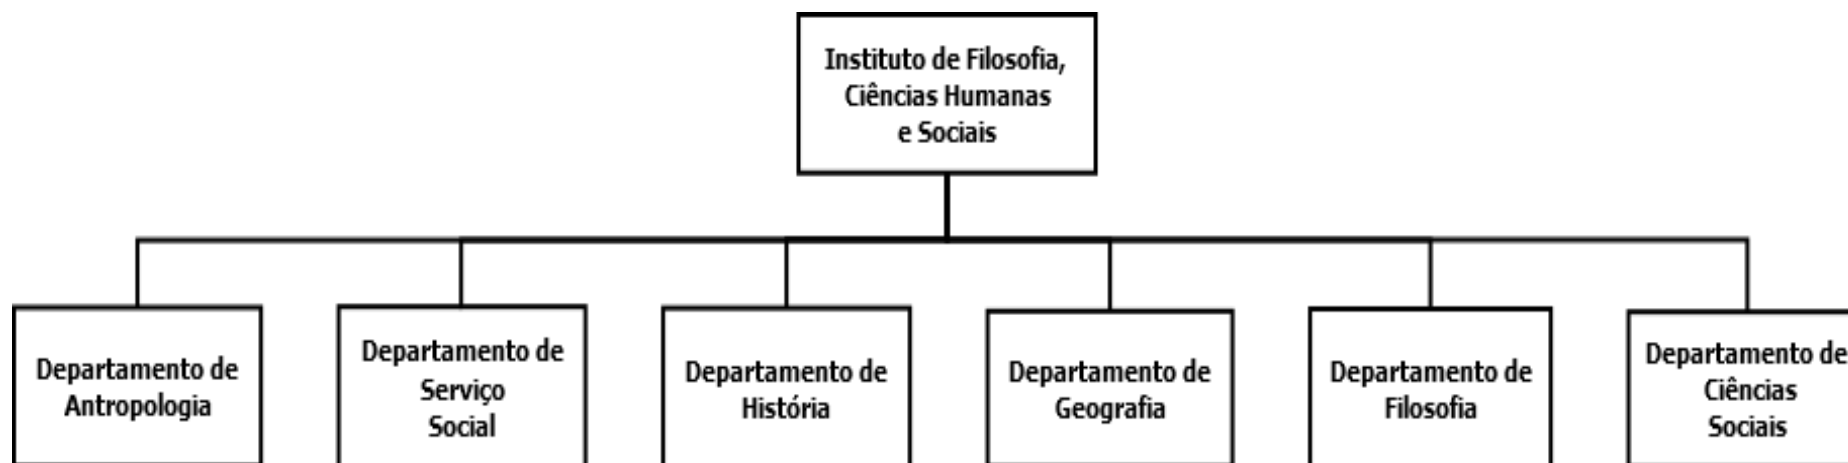 Instituto de Filosofia,
Ciências Humanas
e Sociais
Departamento de
Antropologia
Departamento de
Serviço
Social
Departamento de
História
Departamento de
Geografia
Departamento de
Filosofia
Departamento de
Ciências
Sociais